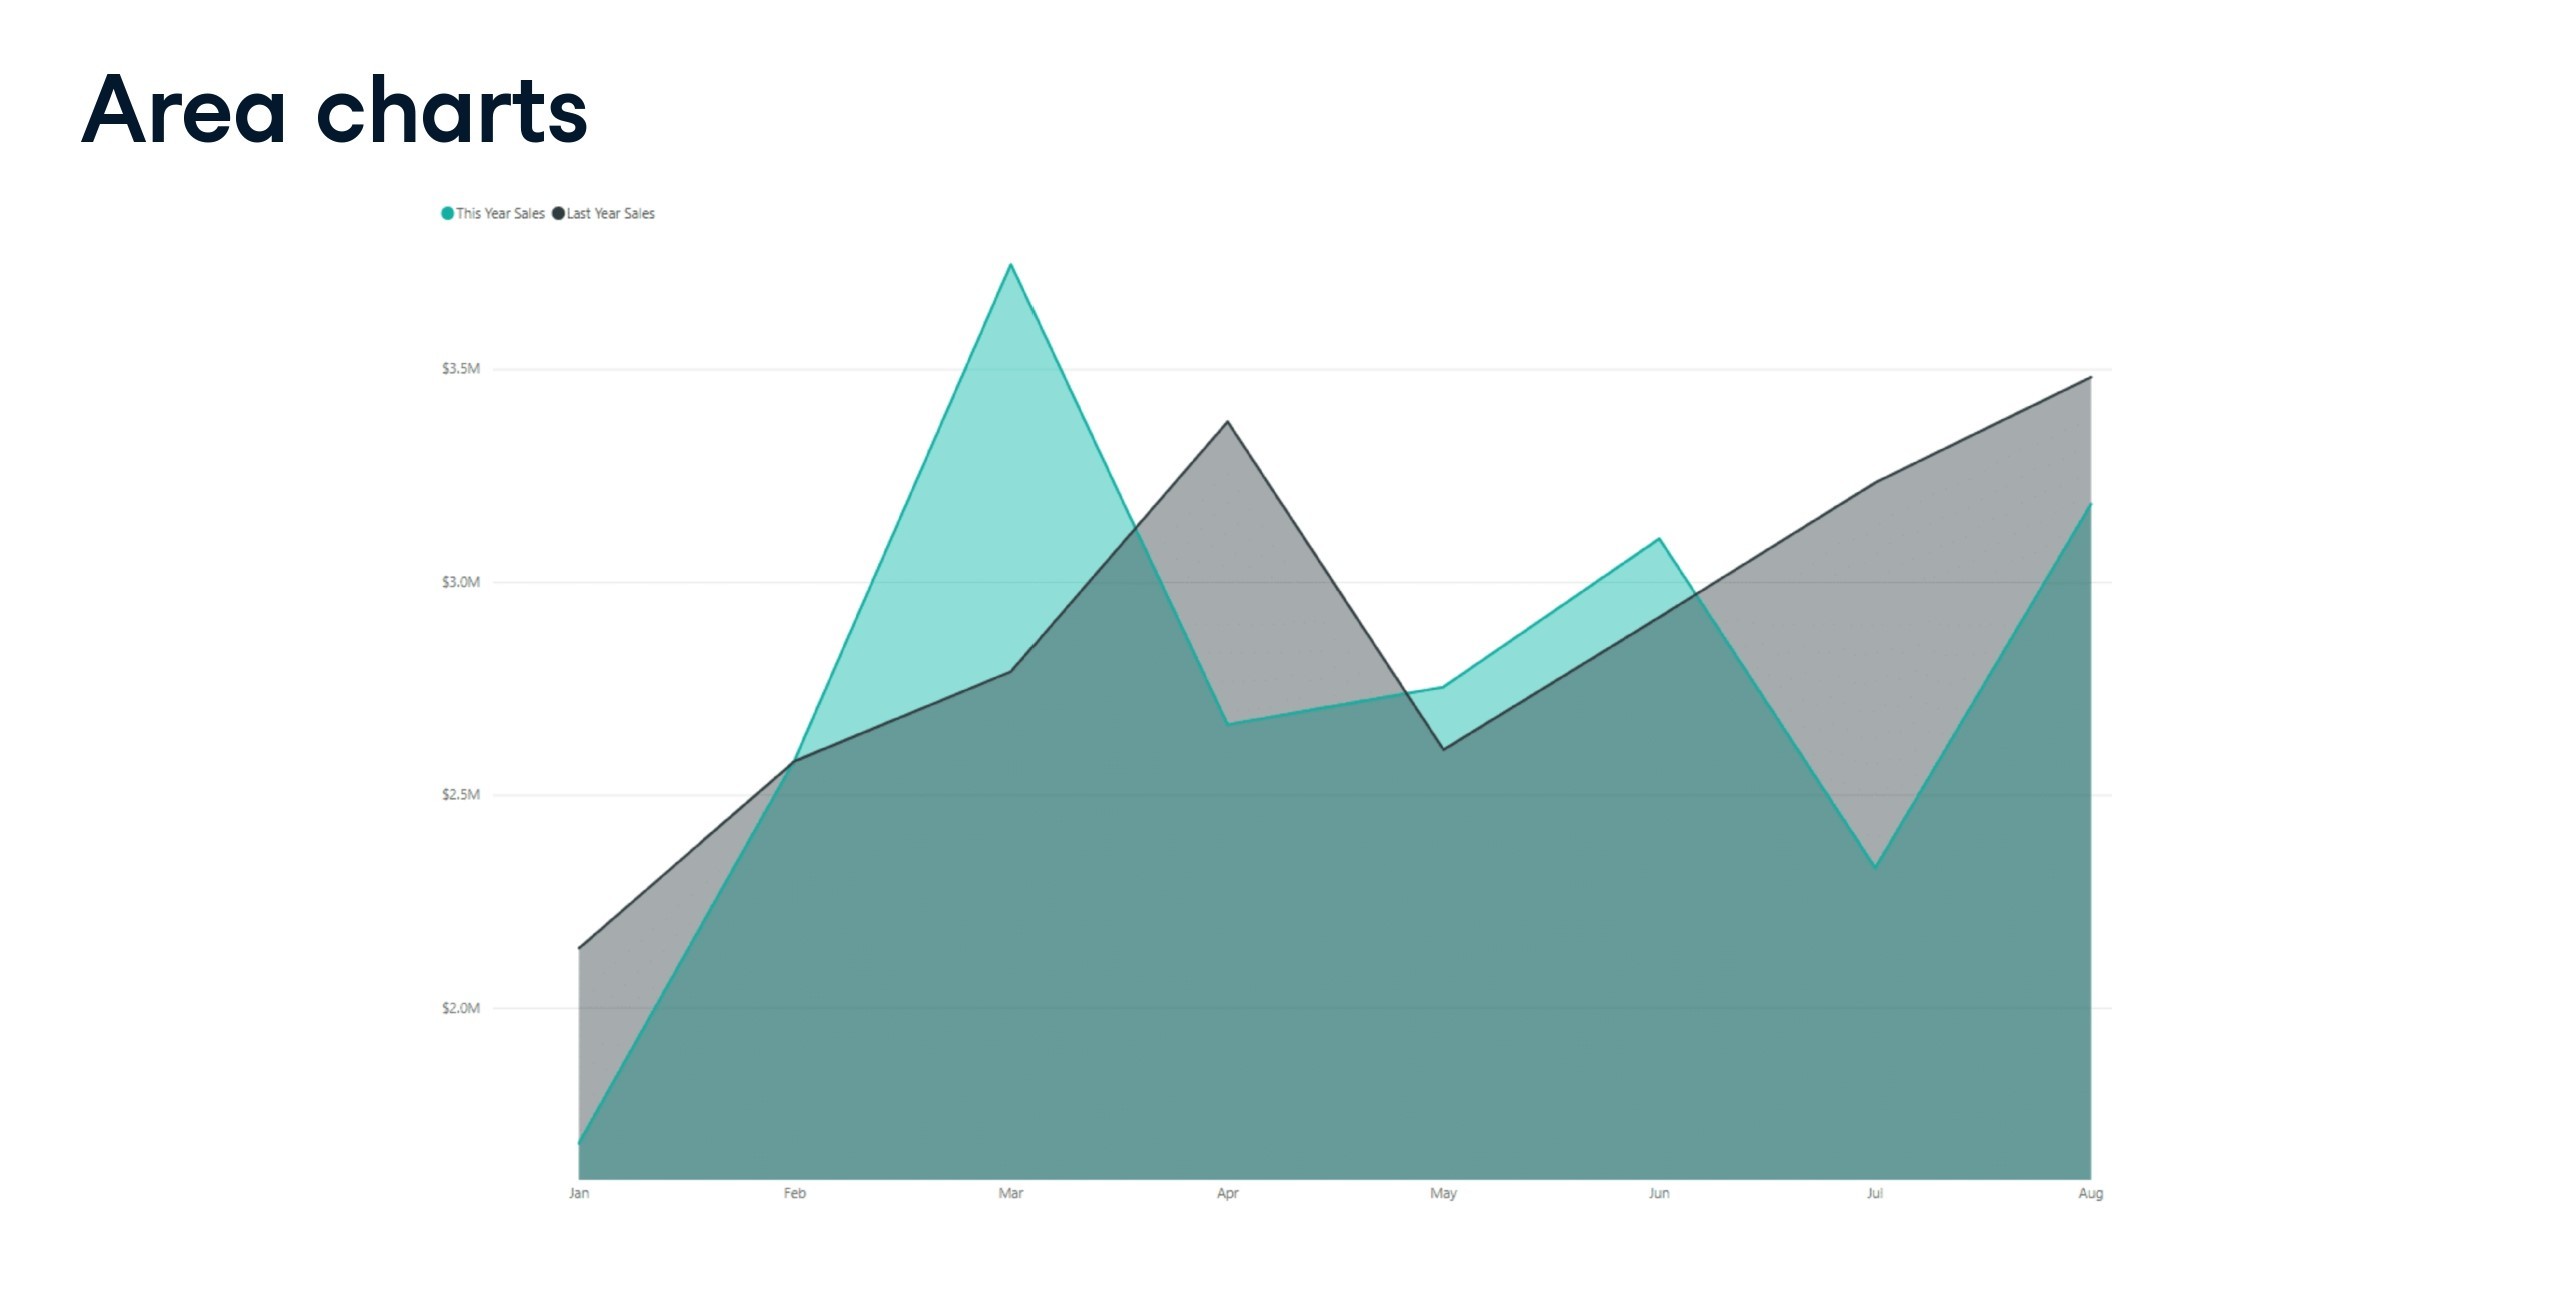 Area charts
This Year Sales Last Year Sales
$3.5M
$3.0M
$2.5M
$2.0M
Jan Feb Mar Apr May Jun Jul Aug